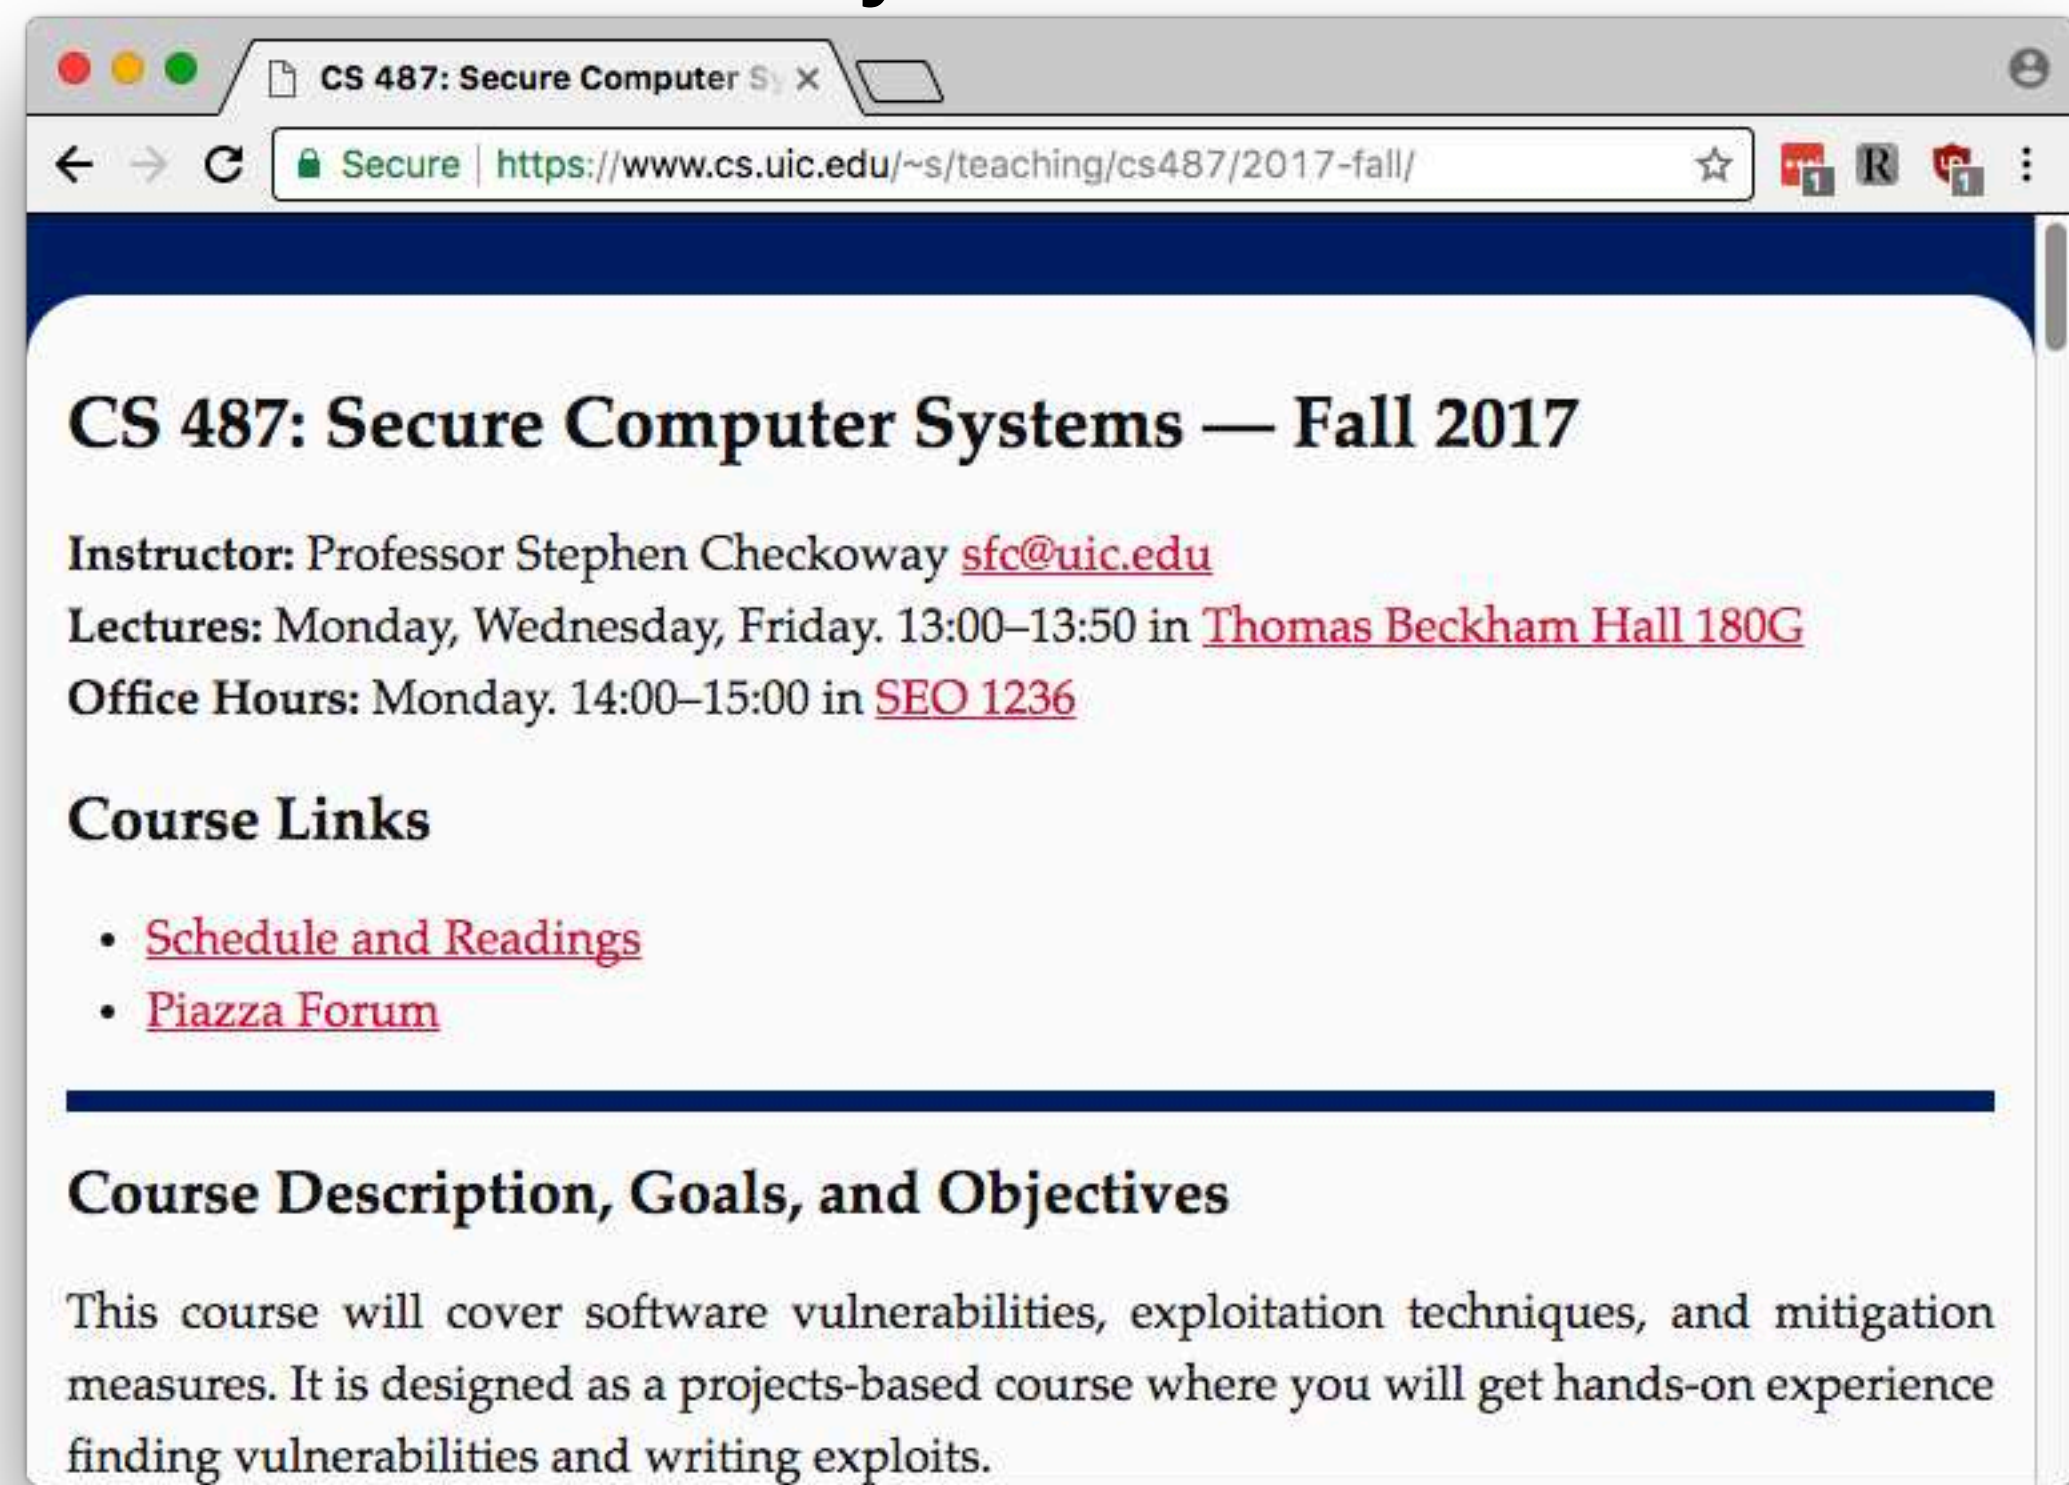 CS 487: Secure Computer Sy
Secure https://www.cs.uic.edu/~s/teaching/cs487/2017-fall/
1 R 1
CS 487: Secure Computer Systems — Fall 2017
Instructor: Professor Stephen Checkoway sfc@uic.edu
Lectures: Monday, Wednesday, Friday. 13:00–13:50 in Thomas Beckham Hall 180G
Office Hours: Monday. 14:00–15:00 in SEO 1236
Course Links
• Schedule and Readings
• Piazza Forum
Course Description, Goals, and Objectives
This course will cover software vulnerabilities, exploitation techniques, and mitigation
measures. It is designed as a projects-based course where you will get hands-on experience
finding vulnerabilities and writing exploits.